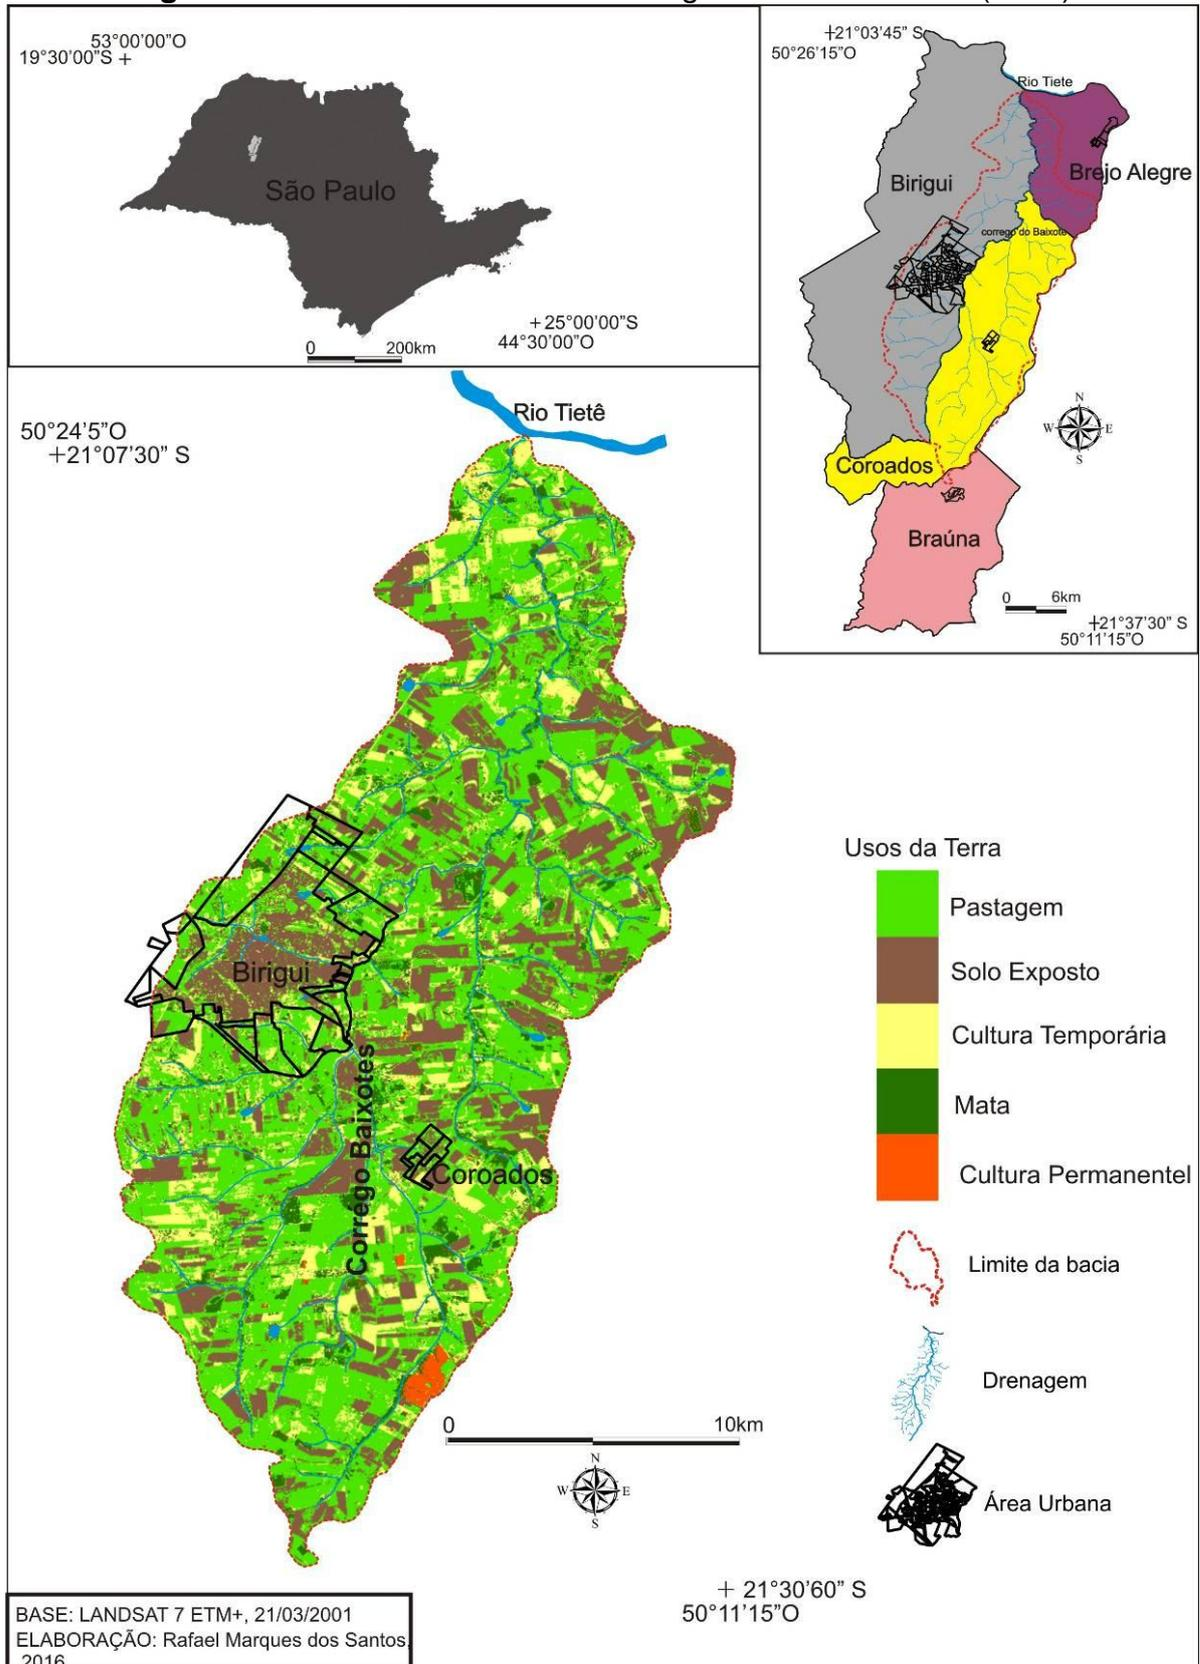 53°00’00”O
19°30’00”S +
São Paulo
+25°00’00”S
44°30’00”O
0 200km
+21°03’45” S
50°26’15”O
Rio Tiete
Birigui
Brejo Alegre
corrego do Baixote
Coroados
Braúna
N
W E
S
0 6km
+21°37’30” S
50°11’15”O
Rio Tietê
50°24’5”O
+21°07’30” S
Birigui
Corrégo Baixotes
Coroados
0 10km
N
W E
S
Usos da Terra
Pastagem
Solo Exposto
Cultura Temporária
Mata
Cultura Permanentel
Limite da bacia
Drenagem
Área Urbana
+ 21°30’60” S
50°11’15”O
BASE: LANDSAT 7 ETM+, 21/03/2001
ELABORAÇÃO: Rafael Marques dos Santos,
2016